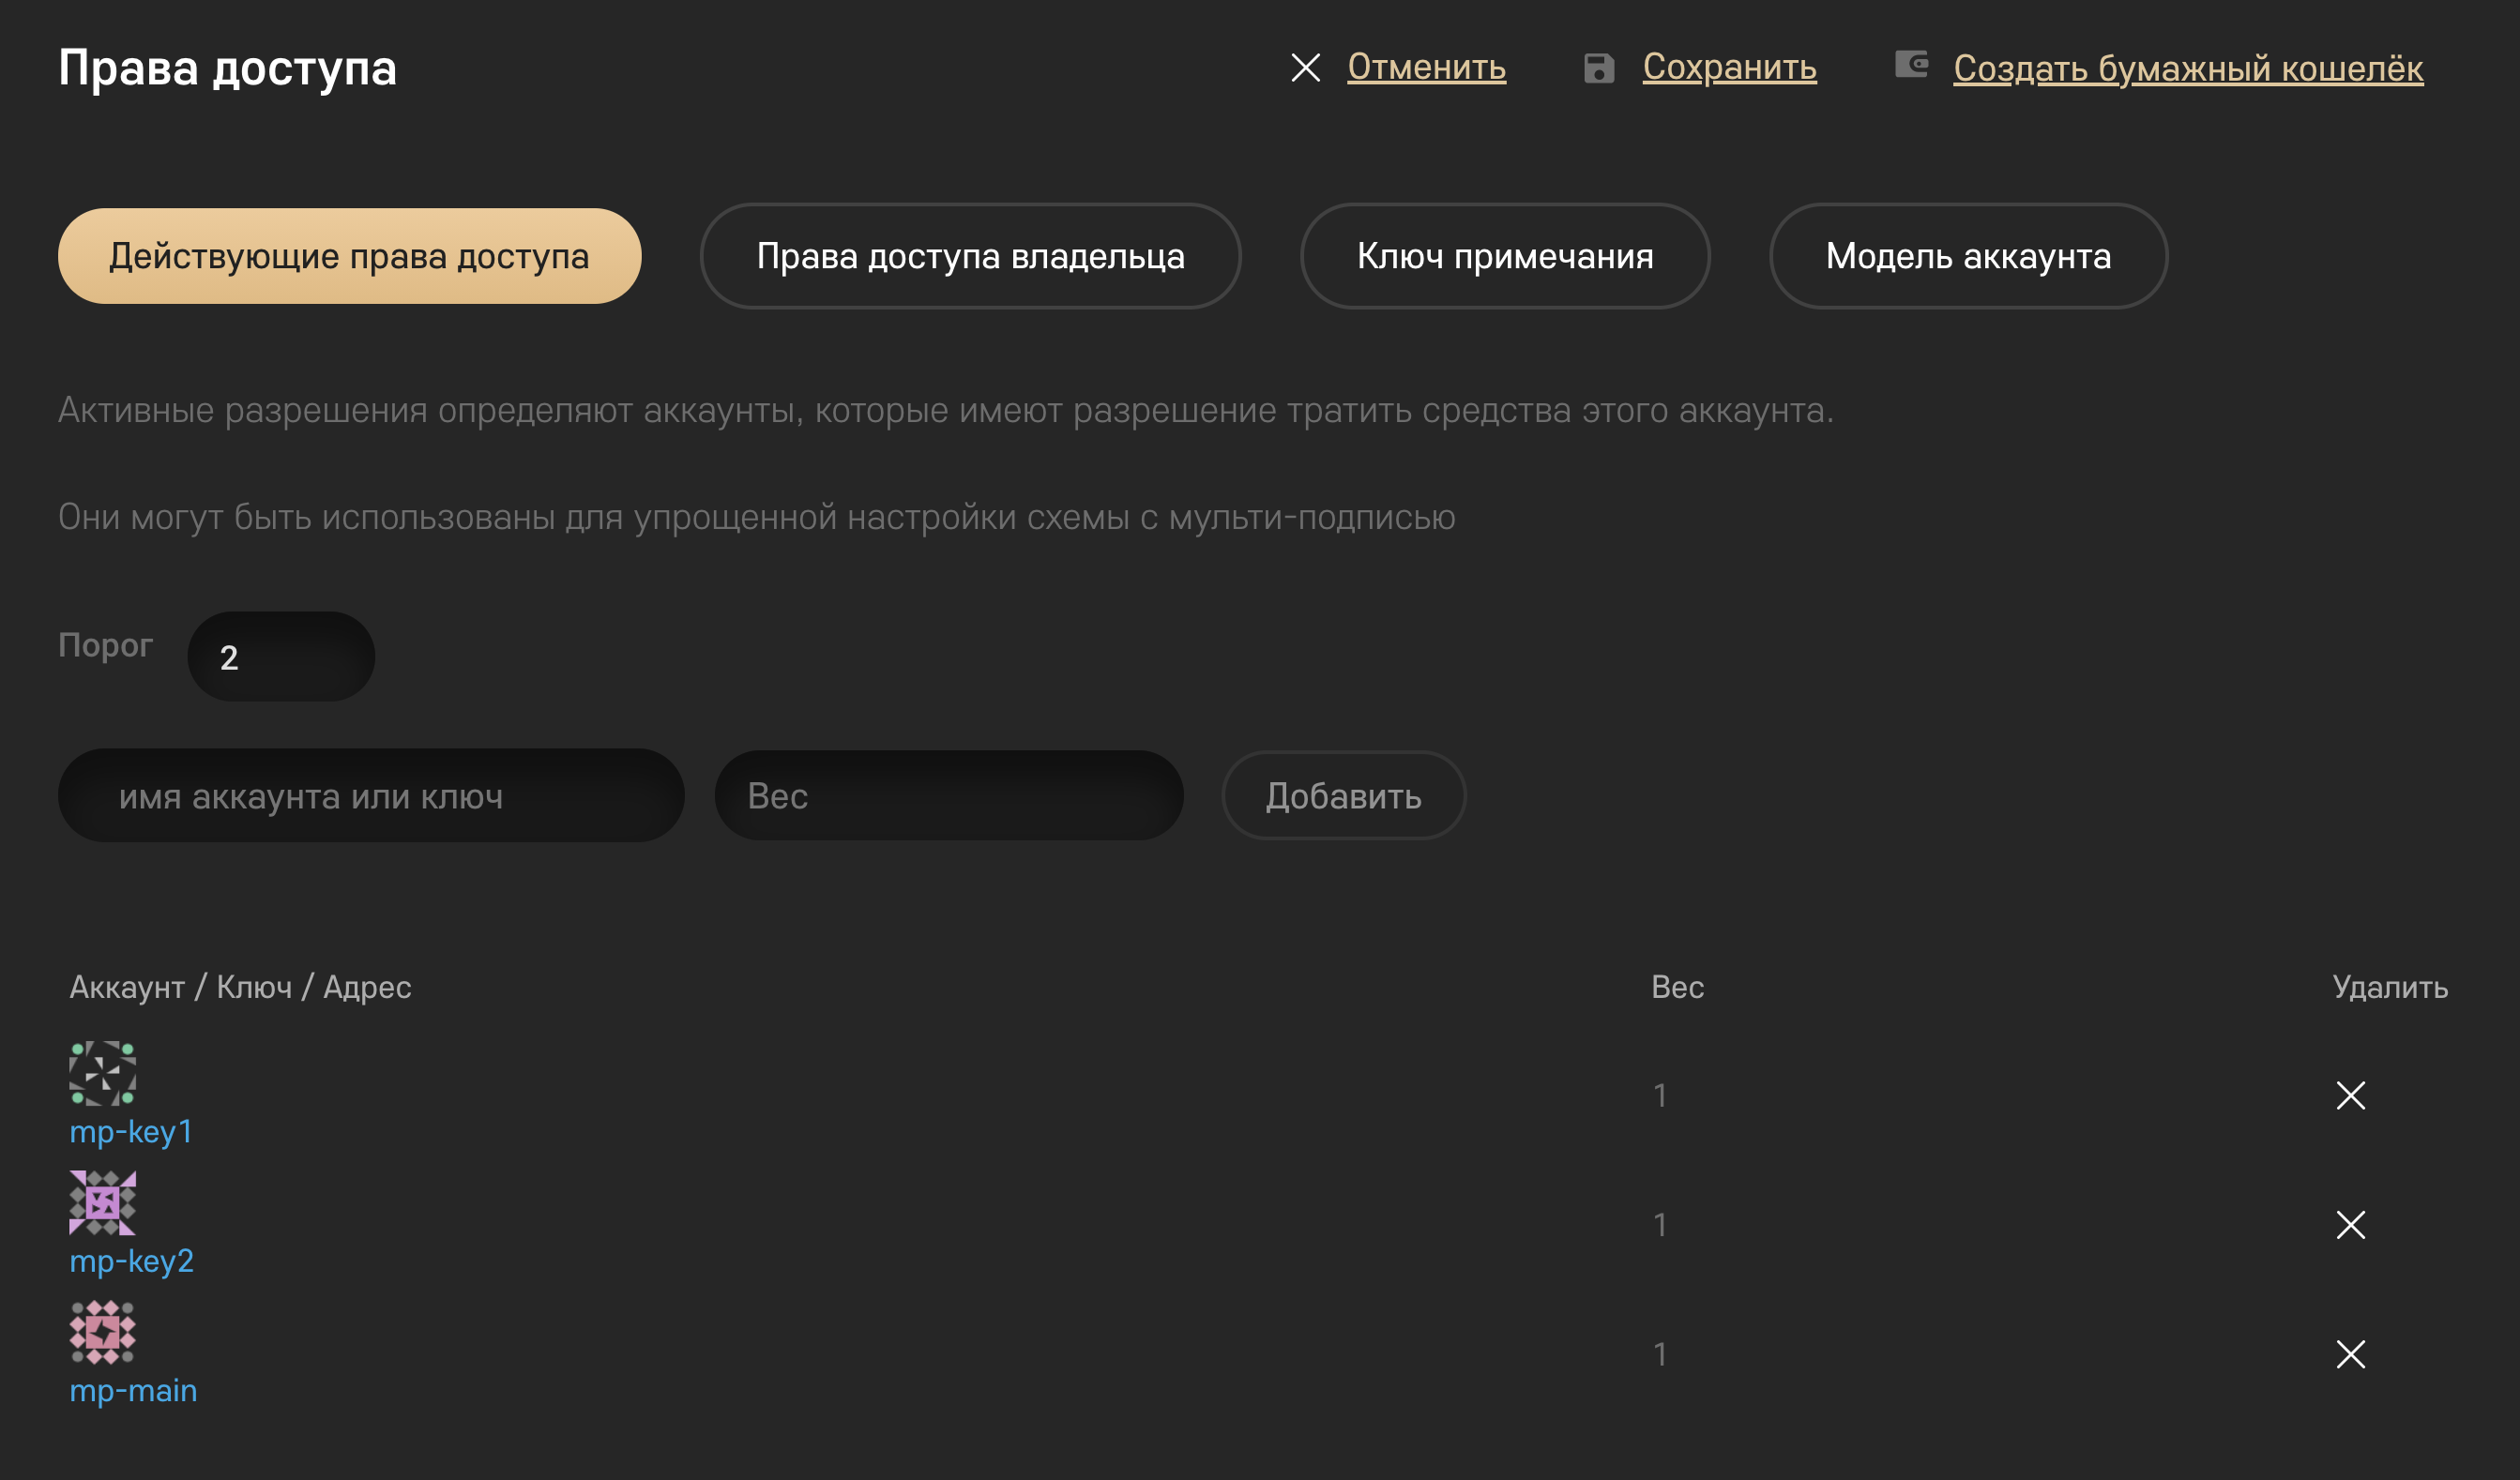 Права доступа
Отменить
Сохранить
Создать бумажный кошелёк
Действующие права доступа
Права доступа владельца
Ключ примечания
Модель аккаунта
Активные разрешения определяют аккаунты, которые имеют разрешение тратить средства этого аккаунта.
Они могут быть использованы для упрощенной настройки схемы с мульти-подписью
Порог
2
имя аккаунта или ключ
Вес
Добавить
Аккаунт / Ключ / Адрес
Вес
Удалить
mp-key1
1
mp-key2
1
mp-main
1